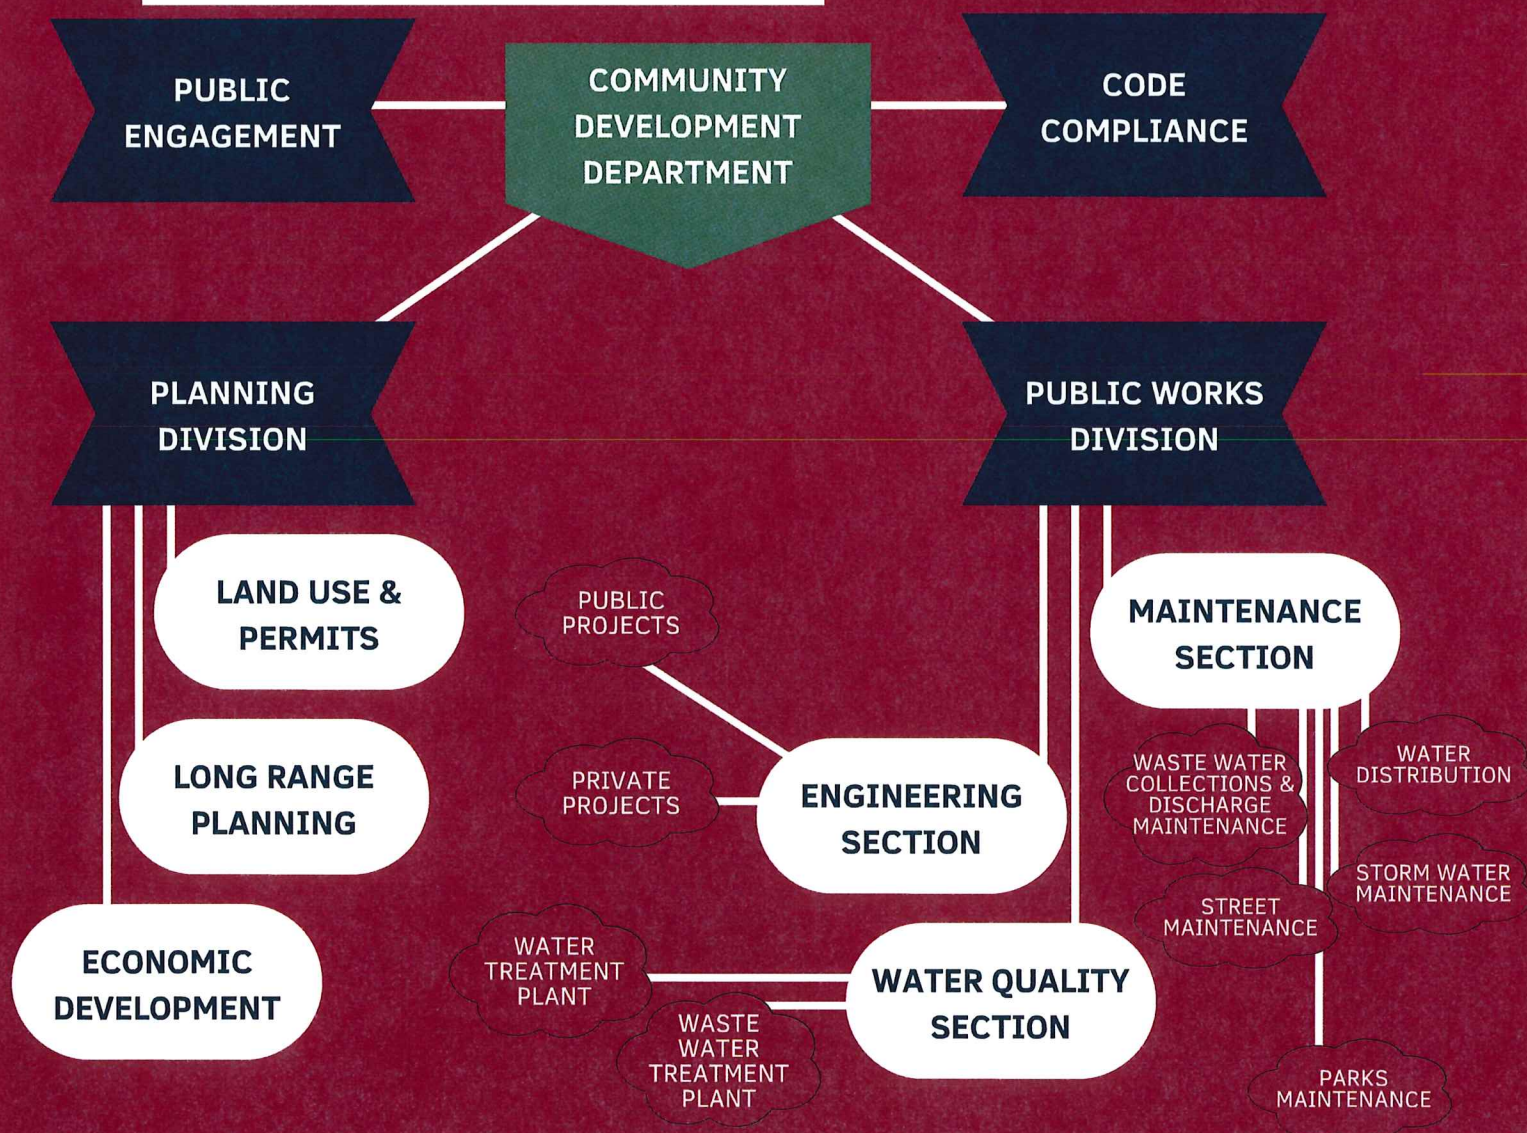 PUBLIC
ENGAGEMENT
COMMUNITY
DEVELOPMENT
DEPARTMENT
CODE
COMPLIANCE
PLANNING
DIVISION
PUBLIC WORKS
DIVISION
LAND USE &
PERMITS
PUBLIC
PROJECTS
MAINTENANCE
SECTION
LONG RANGE
PLANNING
PRIVATE
PROJECTS
ENGINEERING
SECTION
WASTE WATER
COLLECTIONS &
DISCHARGE
MAINTENANCE
WATER
DISTRIBUTION
STORM WATER
MAINTENANCE
STREET
MAINTENANCE
ECONOMIC
DEVELOPMENT
WATER
TREATMENT
PLANT
WATER QUALITY
SECTION
WASTE
WATER
TREATMENT
PLANT
PARKS
MAINTENANCE